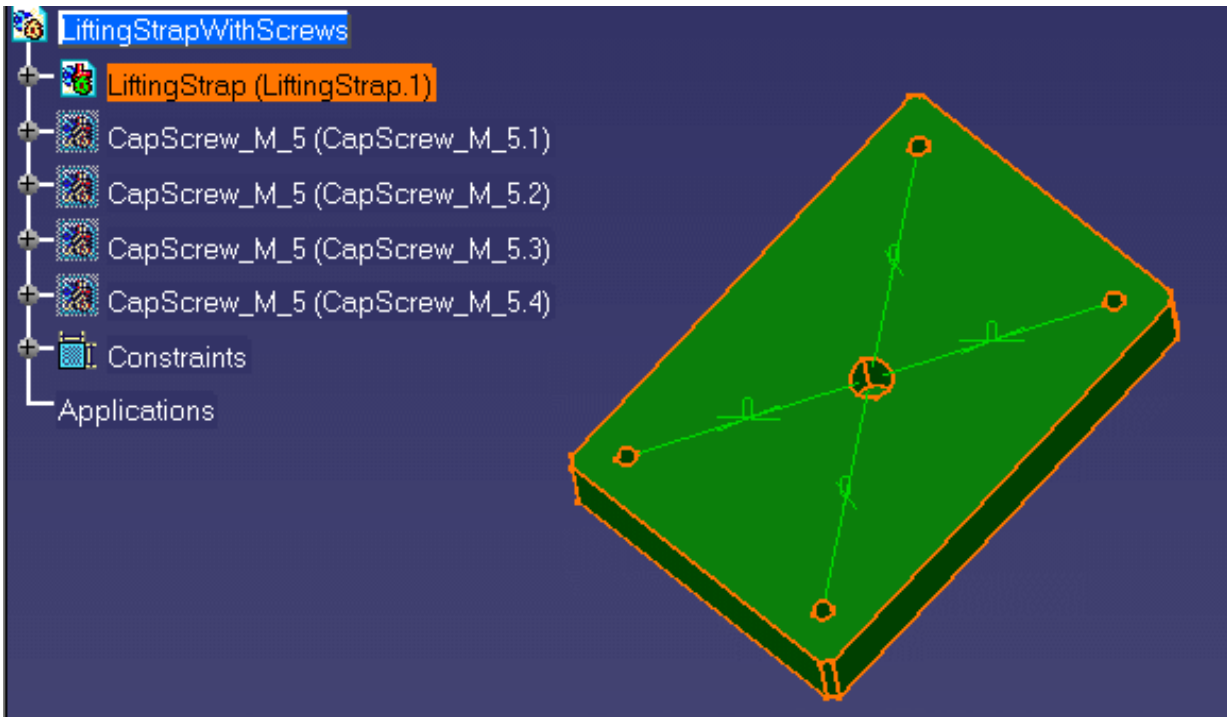 LiftingStrapWithScrews
LiftingStrap (LiftingStrap.1)
CapScrew_M_5 (CapScrew_M_5.1)
CapScrew_M_5 (CapScrew_M_5.2)
CapScrew_M_5 (CapScrew_M_5.3)
CapScrew_M_5 (CapScrew_M_5.4)
Constraints
Applications